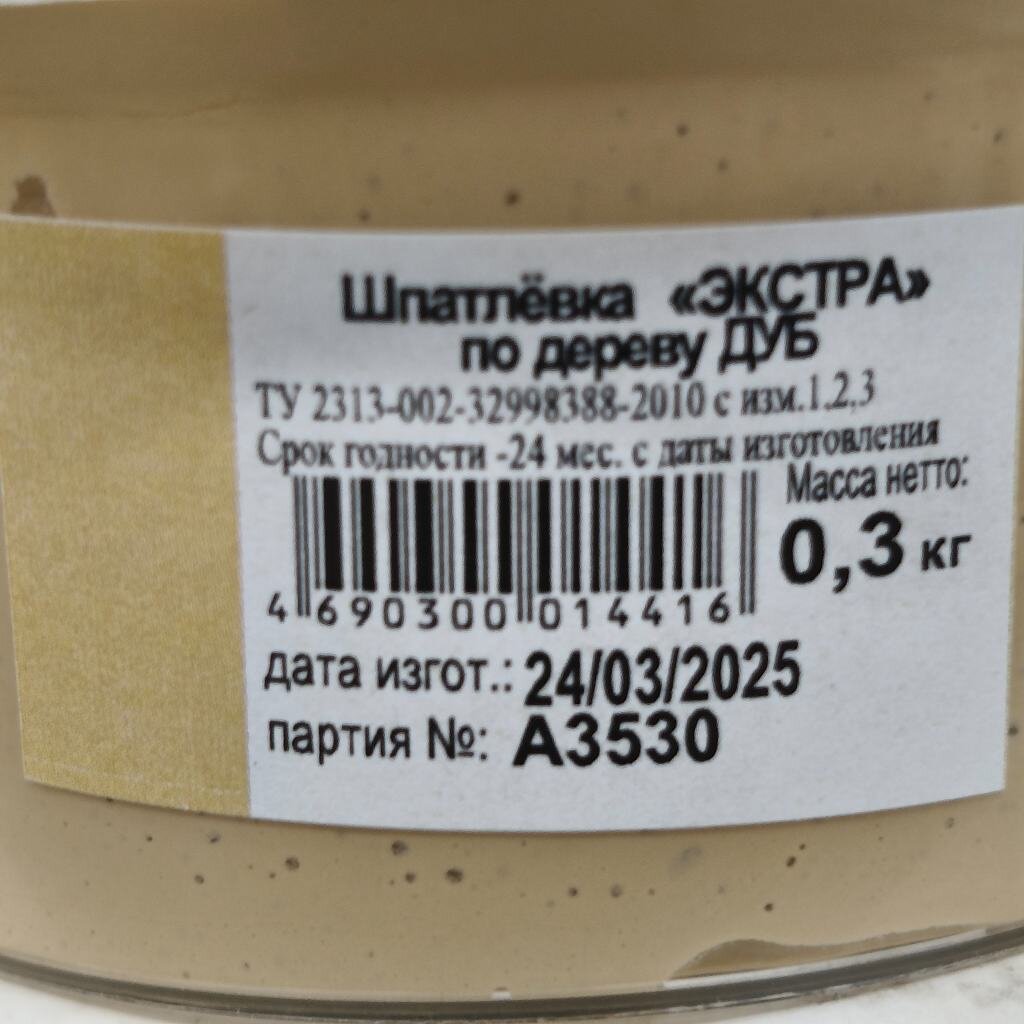 Шпатлёвка «ЭКСТРА»
по дереву ДУБ
ТУ 2313-002-32998388-2010 с изм.1,2,3
Срок годности -24 мес. с даты изготовления
Масса нетто:
0,3 кг
4 690300 014416
дата изгот.: 24/03/2025
партия №: А3530